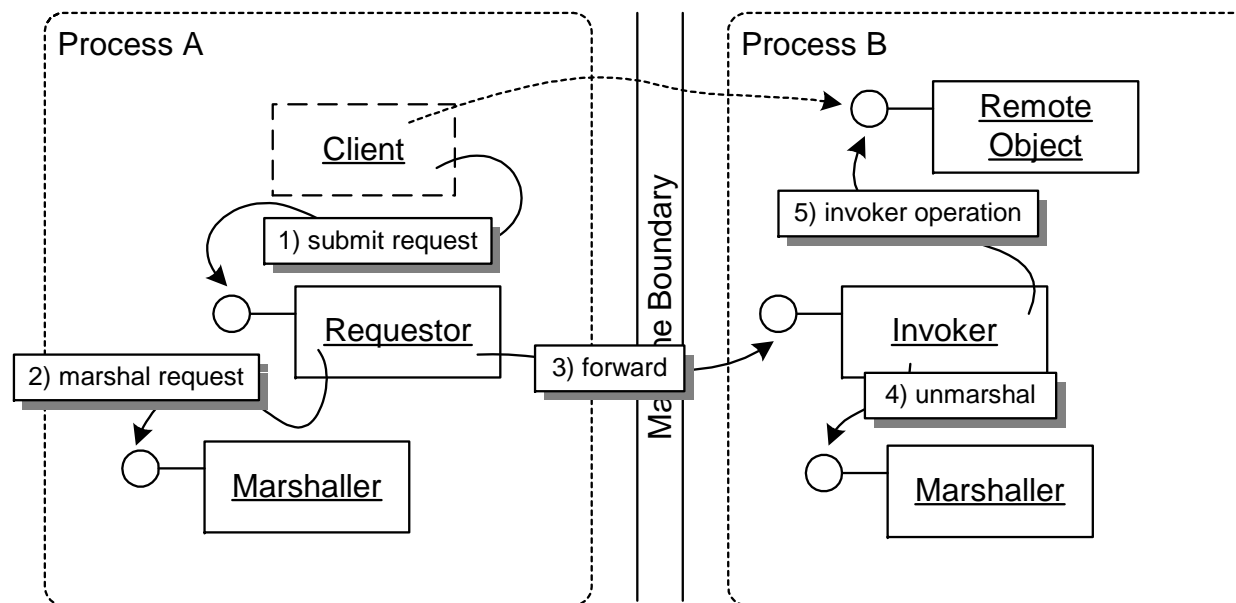 Process A
Process B
Client
Remote
Object
1) submit request
5) invoker operation
Requestor
Invoker
2) marshal request
3) forward
4) unmarshal
Boundary
Marshaller
Marshaller